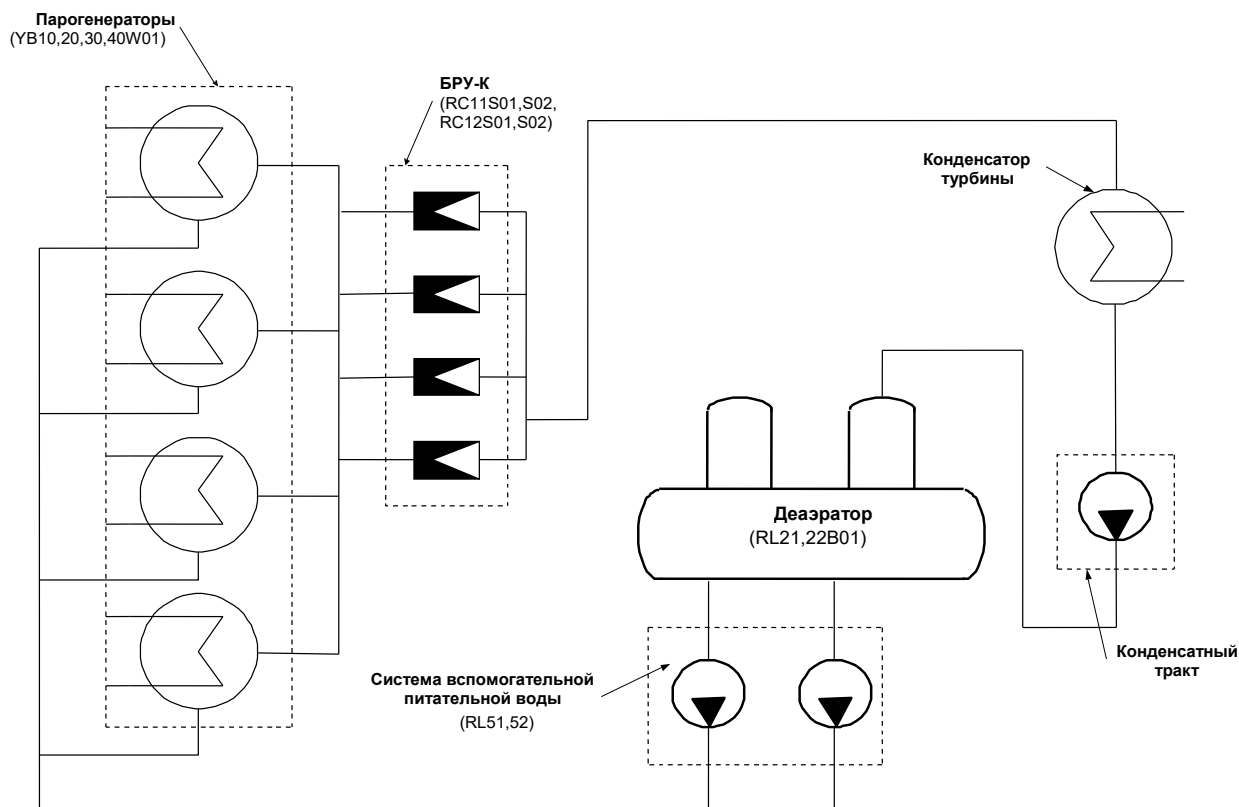 Парогенераторы
(YB10,20,30,40W01)
БРУ-К
(RC11S01,S02,
RC12S01,S02)
Конденсатор
турбины
Деаэратор
(RL21,22B01)
Система вспомогательной
питательной воды
(RL51,52)
Конденсатный
тракт